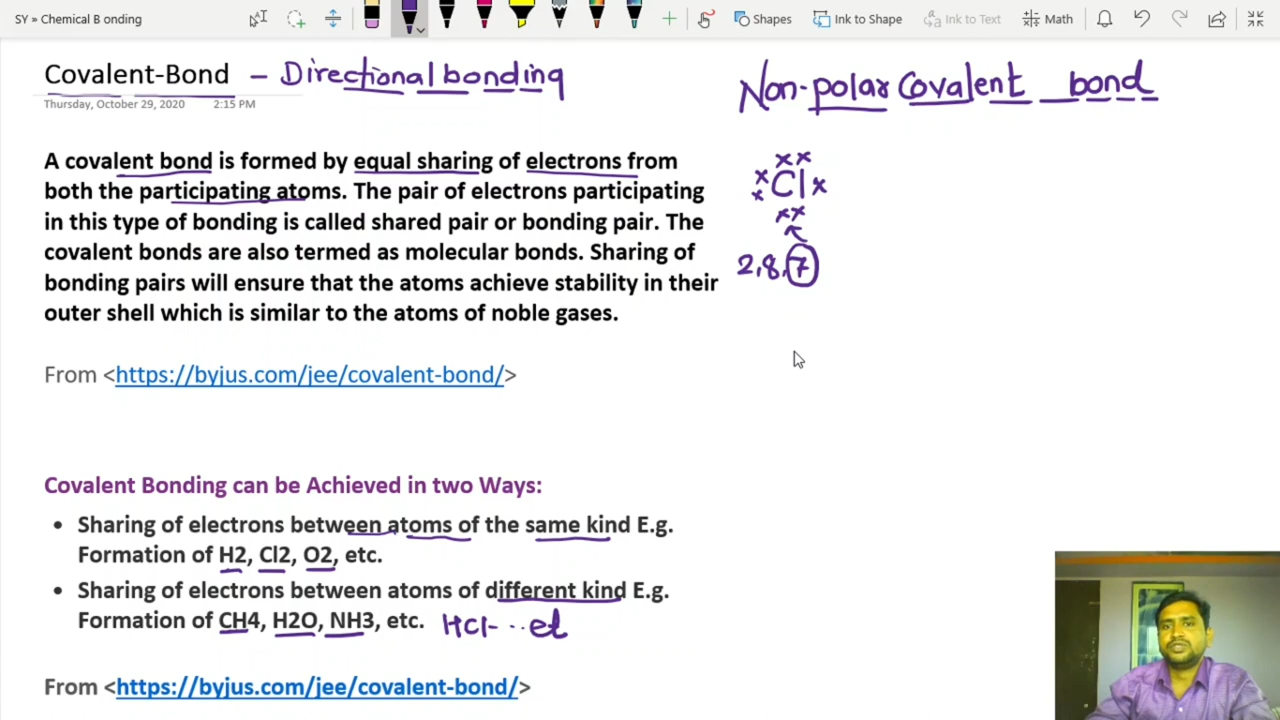 SY » Chemical B onding
Shapes
Ink to Shape
Ink to Text
Math
Covalent-Bond – Directional bonding
Thursday, October 29, 2020 2:15 PM
A covalent bond is formed by equal sharing of electrons from
both the participating atoms. The pair of electrons participating
in this type of bonding is called shared pair or bonding pair. The
covalent bonds are also termed as molecular bonds. Sharing of
bonding pairs will ensure that the atoms achieve stability in their
outer shell which is similar to the atoms of noble gases.
From <https://byjus.com/jee/covalent-bond/>
Covalent Bonding can be Achieved in two Ways:
• Sharing of electrons between atoms of the same kind E.g.
Formation of H2, Cl2, O2, etc.
• Sharing of electrons between atoms of different kind E.g.
Formation of CH4, H2O, NH3, etc. HCl - ··
From <https://byjus.com/jee/covalent-bond/>
Non-polar Covalent bond
x x
x Cl x
x
x x
2,8,7